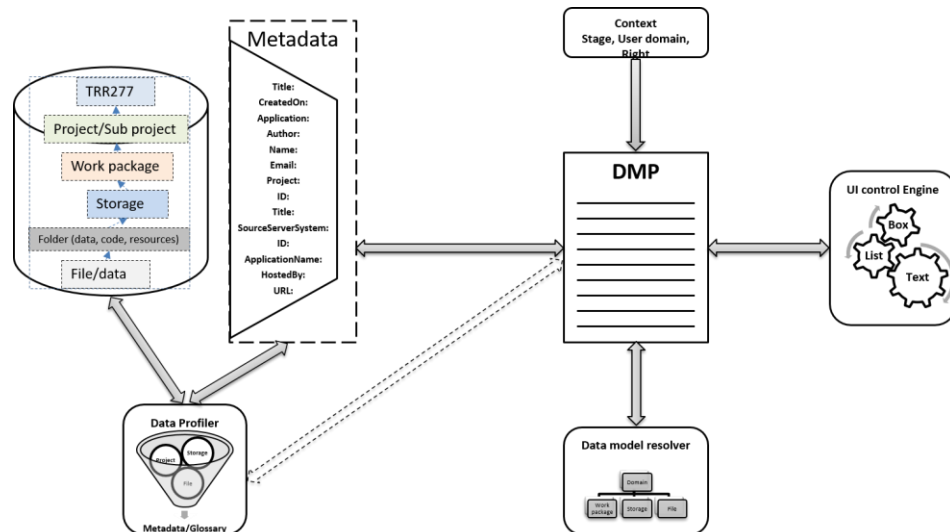 TRR277
Project/Sub project
Work package
Storage
Folder (data, code, resources)
File/data
Metadata
Title:
CreatedOn:
Application:
Author:
Name:
Email:
Project:
ID:
Title:
SourceServerSystem:
ID:
ApplicationName:
HostedBy:
URL:
Context
Stage, User domain,
Right
DMP
UI control Engine
Box
List
Text
Data Profiler
Project
Storage
File
Metadata/Glossary
Data model resolver
Domain
Work
package
Storage
File